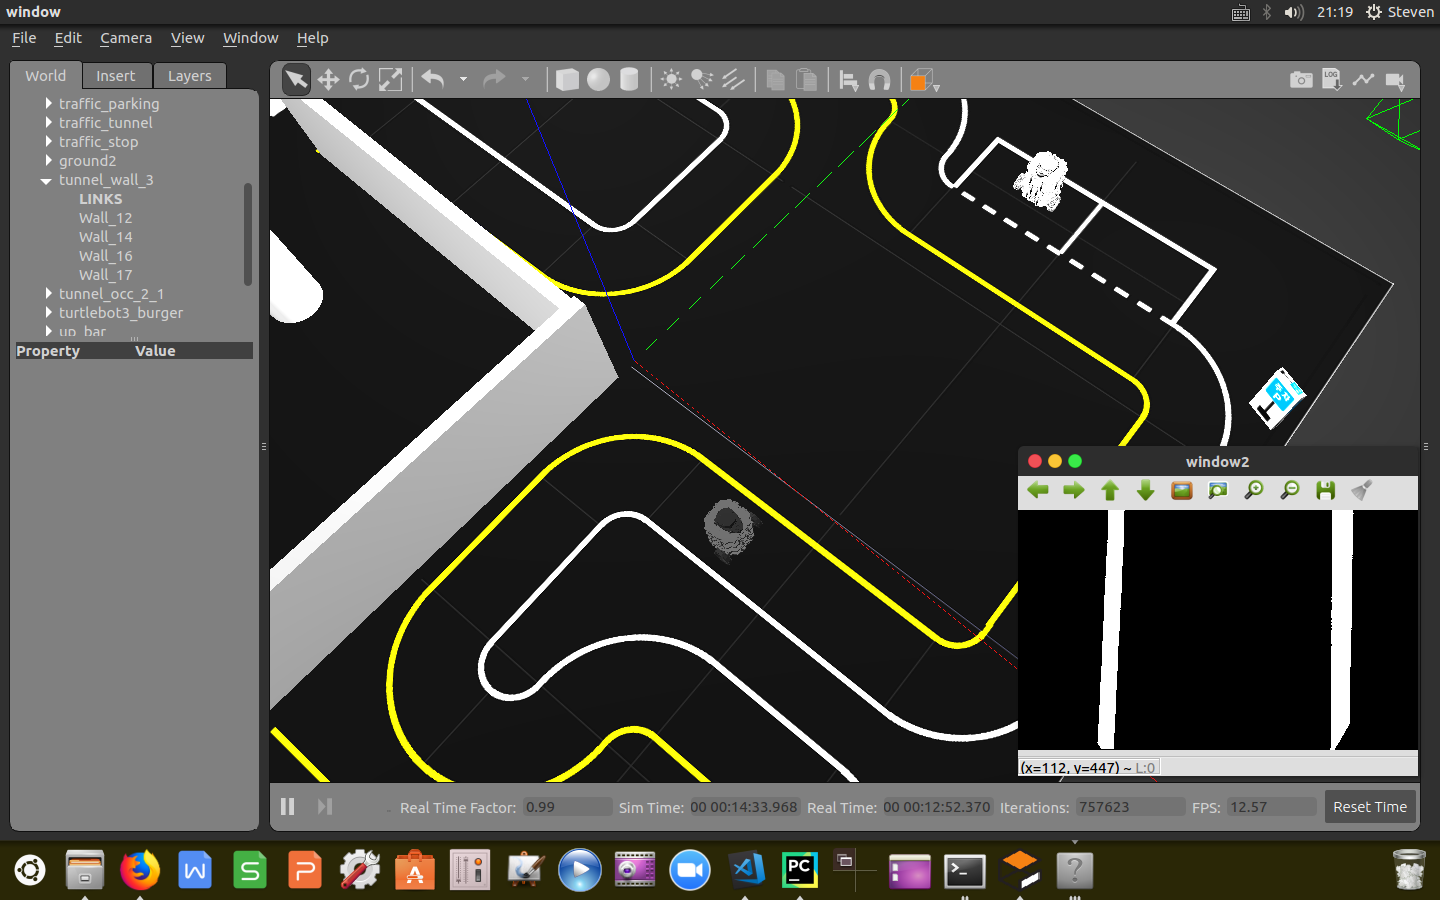 window
21:19
Steven
File Edit Camera View Window Help
World Insert Layers
LOG
traffic_parking
traffic_tunnel
traffic_stop
ground2
tunnel_wall_3
LINKS
Wall_12
Wall_14
Wall_16
Wall_17
tunnel_occ_2_1
turtlebot3_burger
up_bar
Property Value
window2
(x=112, y=447) ~ L:0
Real Time Factor: 0.99 Sim Time: 00 00:14:33.968 Real Time: 00 00:12:52.370 Iterations: 757623 FPS: 12.57 Reset Time
W S P A PC